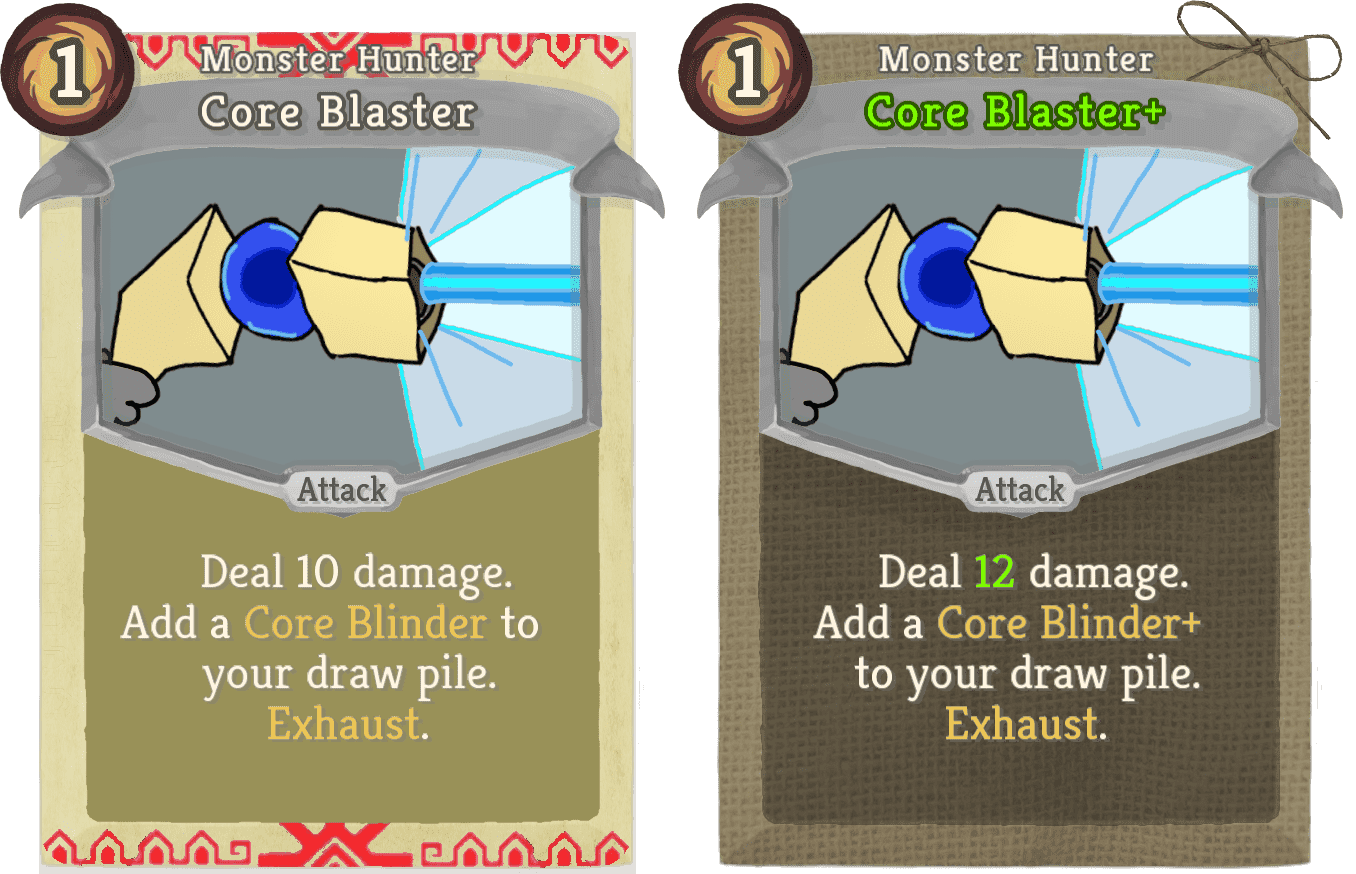 1
Monster Hunter
Core Blaster
Attack
Deal 10 damage.
Add a Core Blinder to
your draw pile.
Exhaust.
1
Monster Hunter
Core Blaster+
Attack
Deal 12 damage.
Add a Core Blinder+
to your draw pile.
Exhaust.